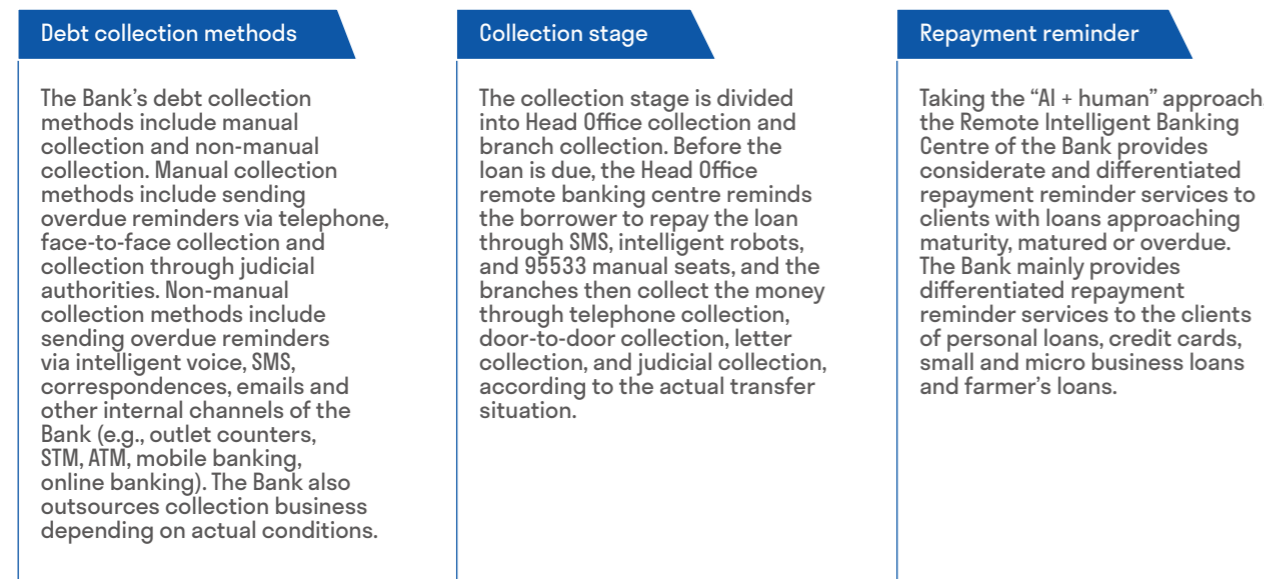 Debt collection methods
The Bank's debt collection
methods include manual
collection and non-manual
collection. Manual collection
methods include sending
overdue reminders via telephone,
face-to-face collection and
collection through judicial
authorities. Non-manual
collection methods include
sending overdue reminders
via intelligent voice, SMS,
correspondences, emails and
other internal channels of the
Bank (e.g., outlet counters,
STM, ATM, mobile banking,
online banking). The Bank also
outsources collection business
depending on actual conditions.
Collection stage
The collection stage is divided
into Head Office collection and
branch collection. Before the
loan is due, the Head Office
remote banking centre reminds
the borrower to repay the loan
through SMS, intelligent robots,
and 95533 manual seats, and the
branches then collect the money
through telephone collection,
door-to-door collection, letter
collection, and judicial collection,
according to the actual transfer
situation.
Repayment reminder
Taking the “AI + human” approach,
the Remote Intelligent Banking
Centre of the Bank provides
considerate and differentiated
repayment reminder services to
clients with loans approaching
maturity, matured or overdue.
The Bank mainly provides
differentiated repayment
reminder services to the clients
of personal loans, credit cards,
small and micro business loans
and farmer's loans.